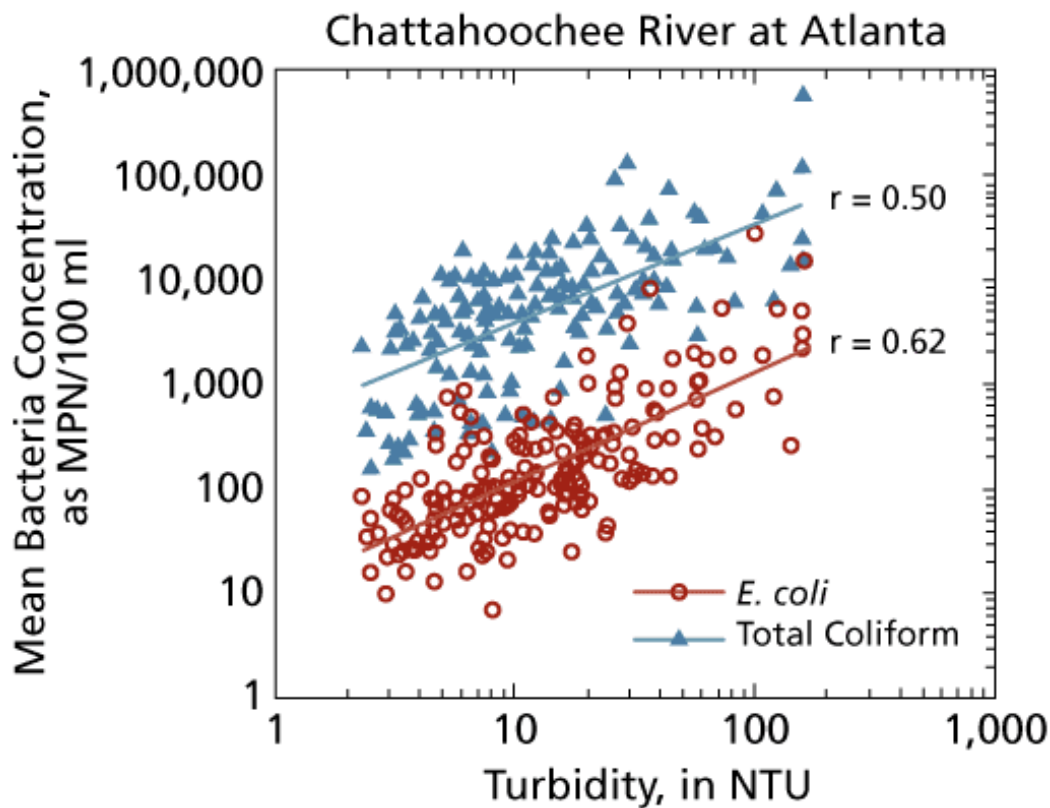 Chattahoochee River at Atlanta
Mean Bacteria Concentration,
as MPN/100 ml
1,000,000
100,000
10,000
1,000
100
10
1
r = 0.50
r = 0.62
E. coli
Total Coliform
1
10
100
1,000
Turbidity, in NTU